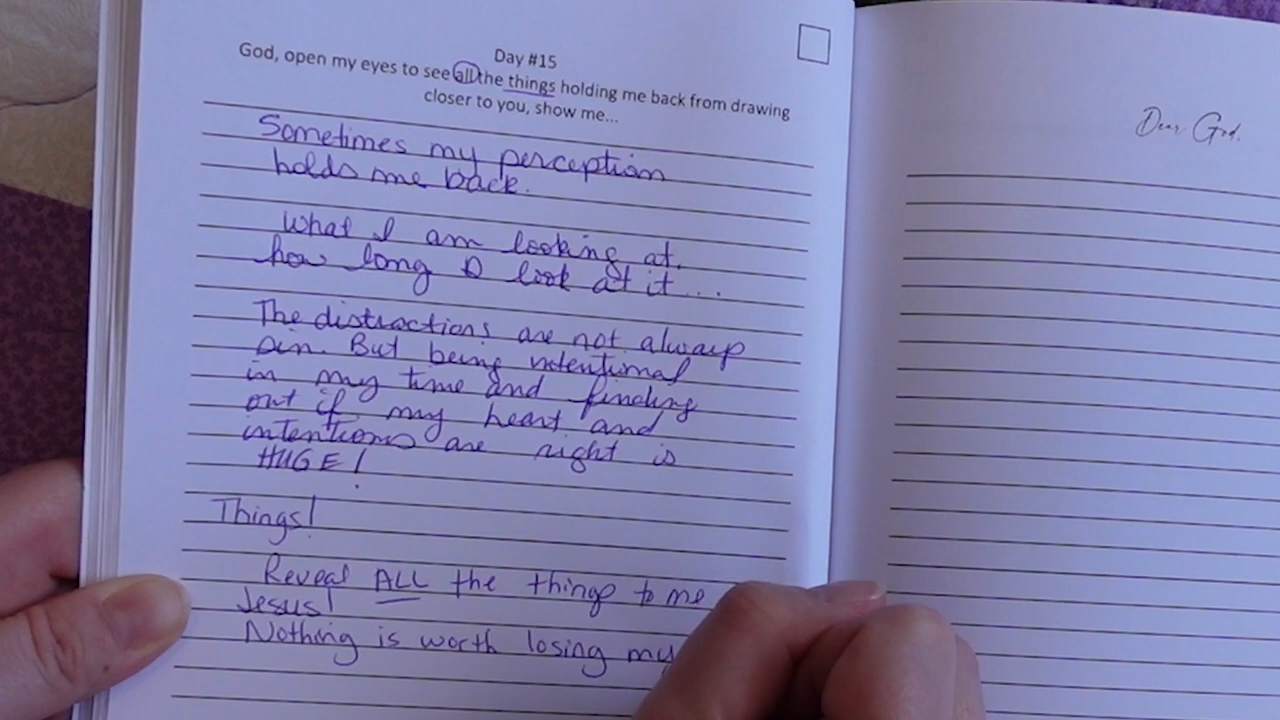 Day #15
God, open my eyes to see all the things holding me back from drawing
closer to you, show me...
Sometimes my perception
holds me back.
What I am looking at.
how long I look at it...
The distractions are not always
sin. But being intentional
in my time and finding
out if my heart and
intentions are right is
HUGE!
Things!
Reveal ALL the things to me
Jesus!
Nothing is worth losing my
Dear God,